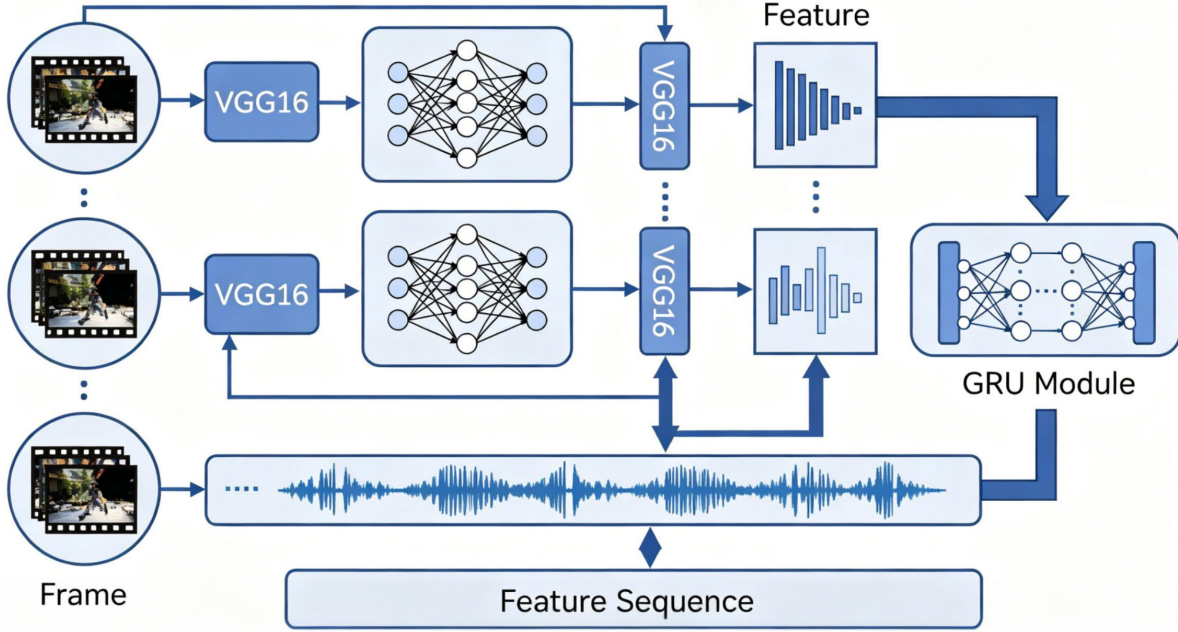 Feature
VGG16
VGG16
VGG16
VGG16
GRU Module
Frame
Feature Sequence